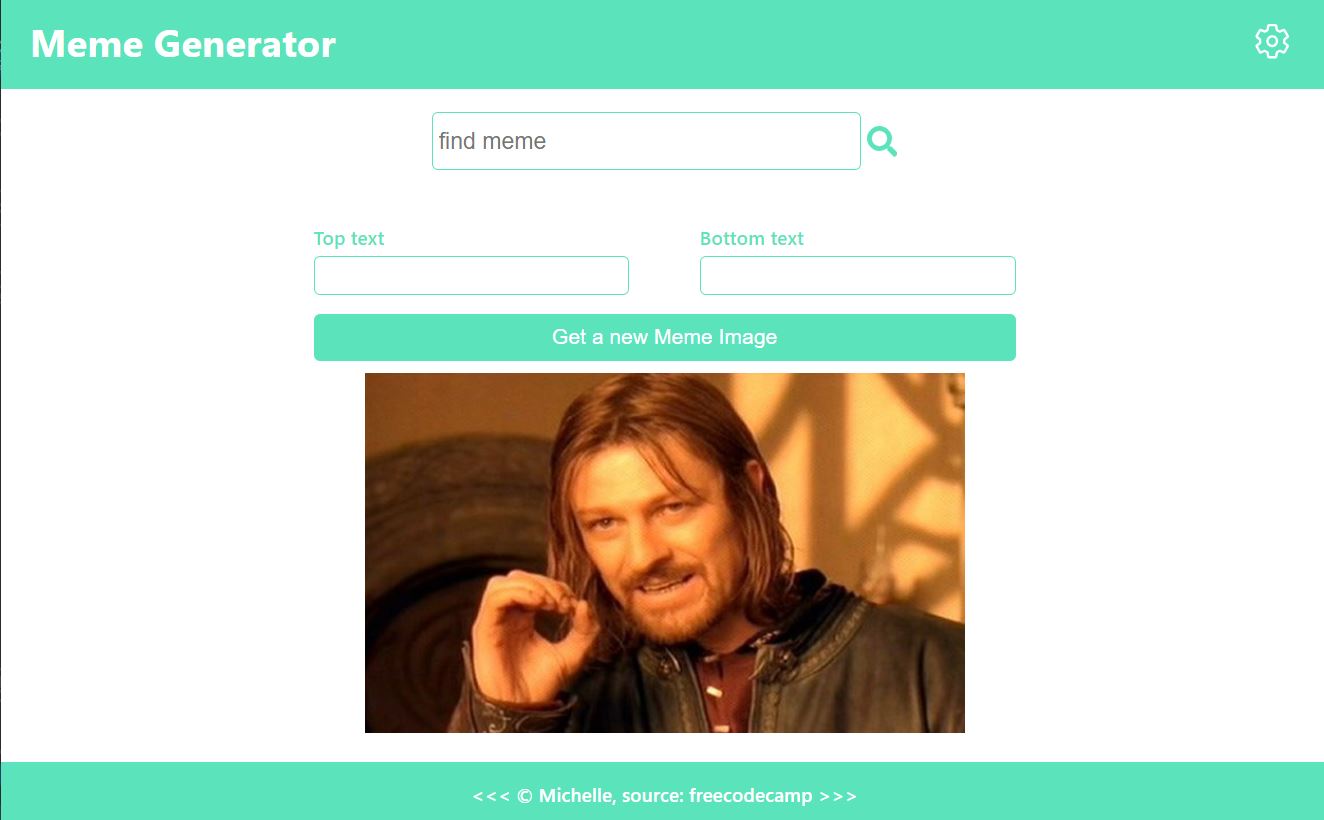 Meme Generator
find meme
Top text
Bottom text
Get a new Meme Image
<<< © Michelle, source: freecodecamp >>>